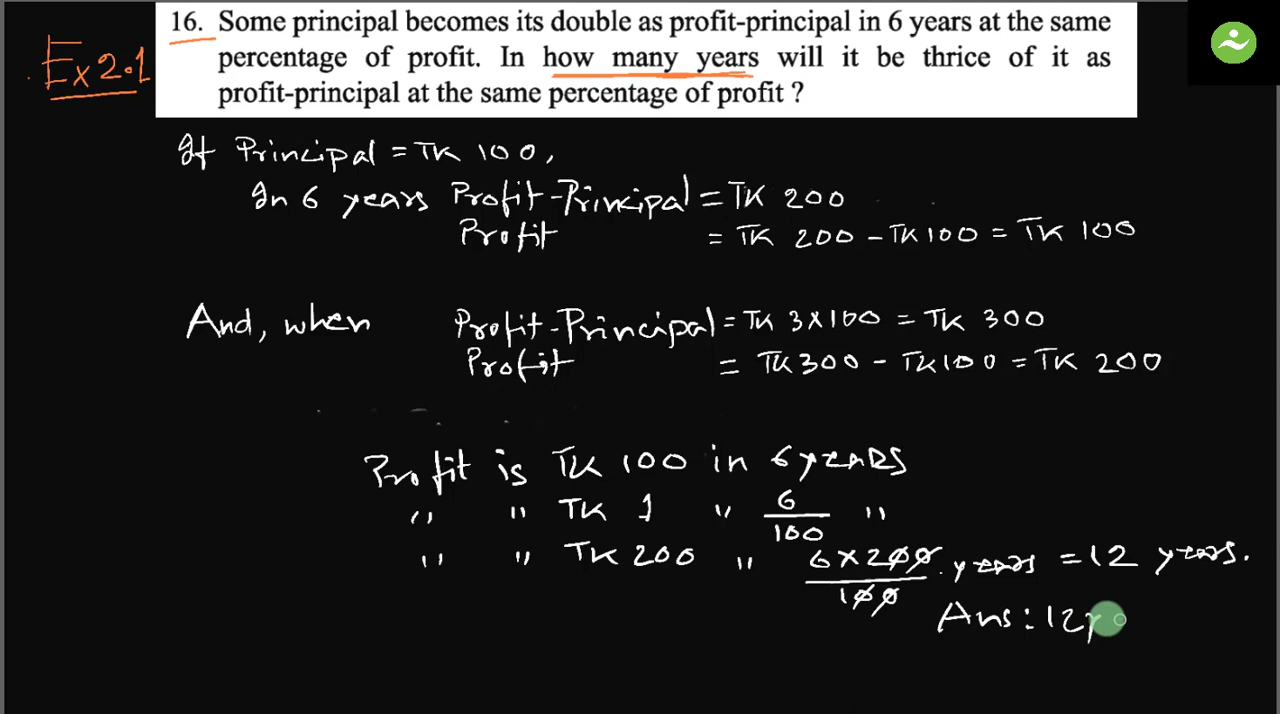 Ex 2.1
16. Some principal becomes its double as profit-principal in 6 years at the same
percentage of profit. In how many years will it be thrice of it as
profit-principal at the same percentage of profit ?
If Principal = TK 100,
In 6 years Profit-Principal = TK 200
Profit = TK 200 - TK 100 = TK 100
And, when Profit-Principal = TK 3×100 = TK 300
Profit = TK 300 - TK 100 = TK 200
Profit is TK 100 in 6 years
" " TK 1 " 6/100 "
" " TK 200 " 6×200/100 years = 12 years.
Ans: 12